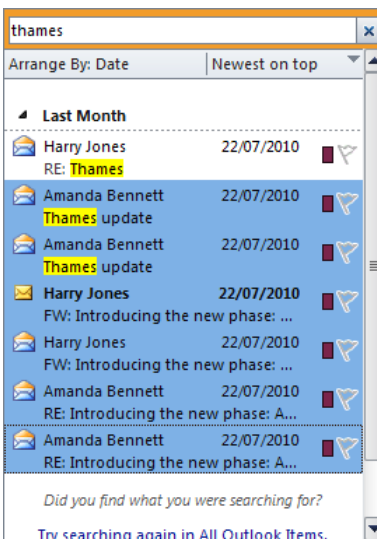 thames
Arrange By: Date Newest on top
Last Month
Harry Jones 22/07/2010
RE: Thames
Amanda Bennett 22/07/2010
Thames update
Amanda Bennett 22/07/2010
Thames update
Harry Jones 22/07/2010
FW: Introducing the new phase: ...
Harry Jones 22/07/2010
FW: Introducing the new phase: ...
Amanda Bennett 22/07/2010
RE: Introducing the new phase: A...
Amanda Bennett 22/07/2010
RE: Introducing the new phase: A...
Did you find what you were searching for?
Try searching again in All Outlook Items.